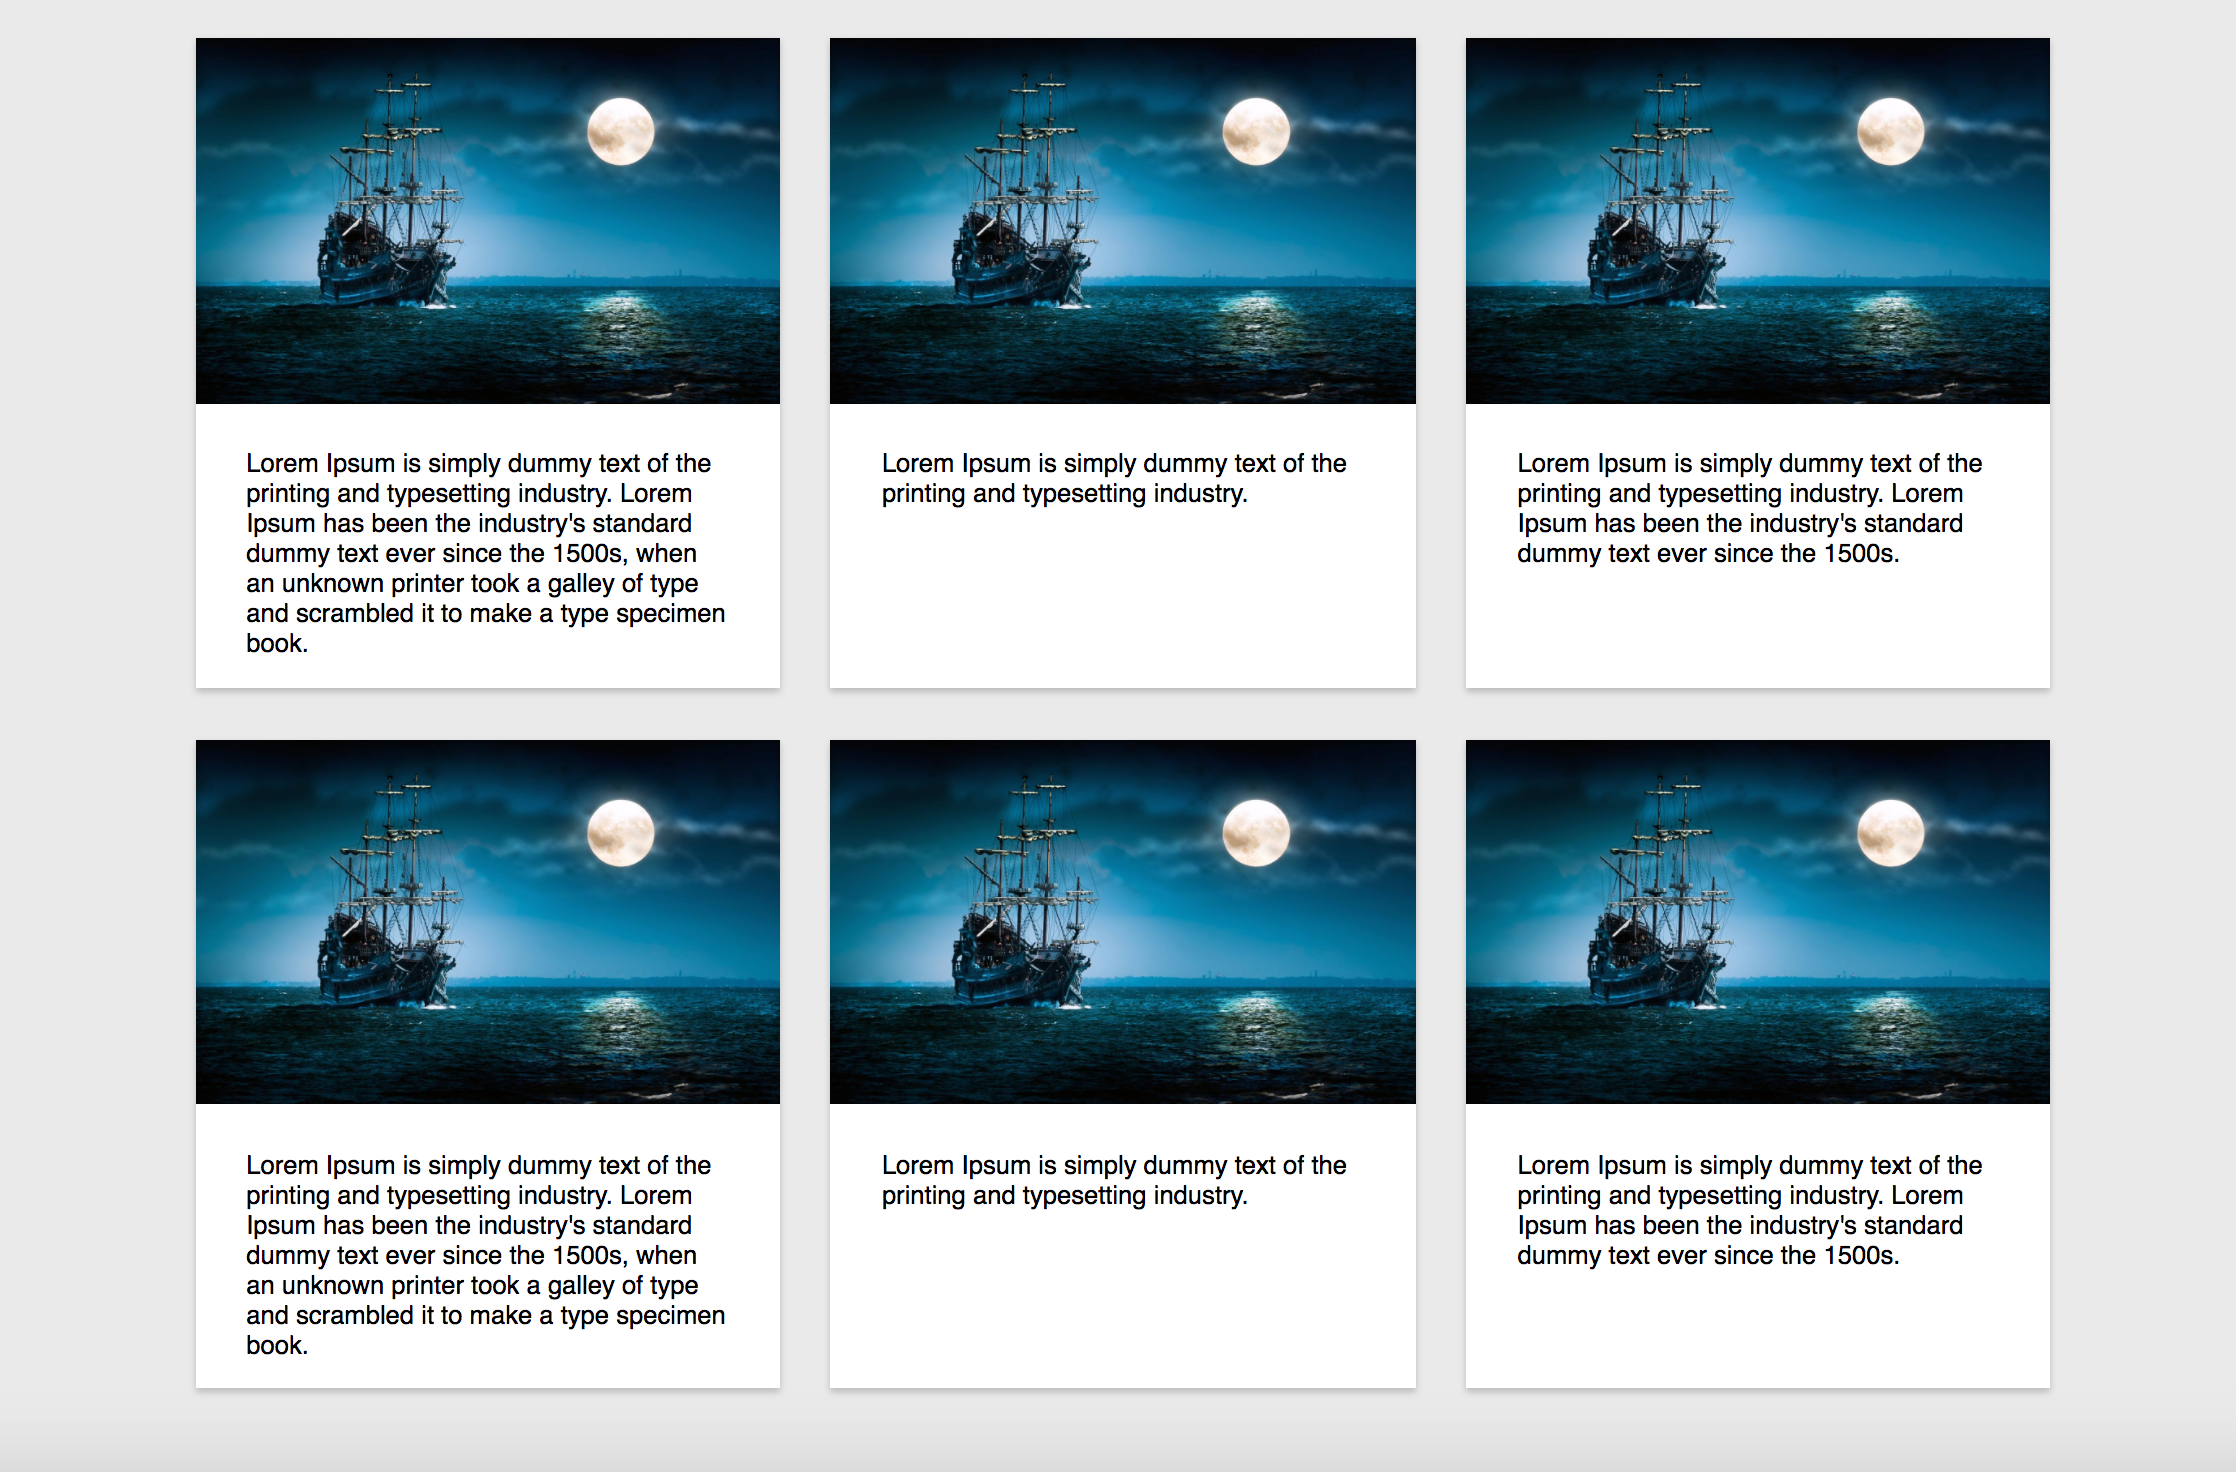 Lorem Ipsum is simply dummy text of the
printing and typesetting industry. Lorem
Ipsum has been the industry's standard
dummy text ever since the 1500s, when
an unknown printer took a galley of type
and scrambled it to make a type specimen
book.
Lorem Ipsum is simply dummy text of the
printing and typesetting industry.
Lorem Ipsum is simply dummy text of the
printing and typesetting industry. Lorem
Ipsum has been the industry's standard
dummy text ever since the 1500s.
Lorem Ipsum is simply dummy text of the
printing and typesetting industry. Lorem
Ipsum has been the industry's standard
dummy text ever since the 1500s, when
an unknown printer took a galley of type
and scrambled it to make a type specimen
book.
Lorem Ipsum is simply dummy text of the
printing and typesetting industry.
Lorem Ipsum is simply dummy text of the
printing and typesetting industry. Lorem
Ipsum has been the industry's standard
dummy text ever since the 1500s.